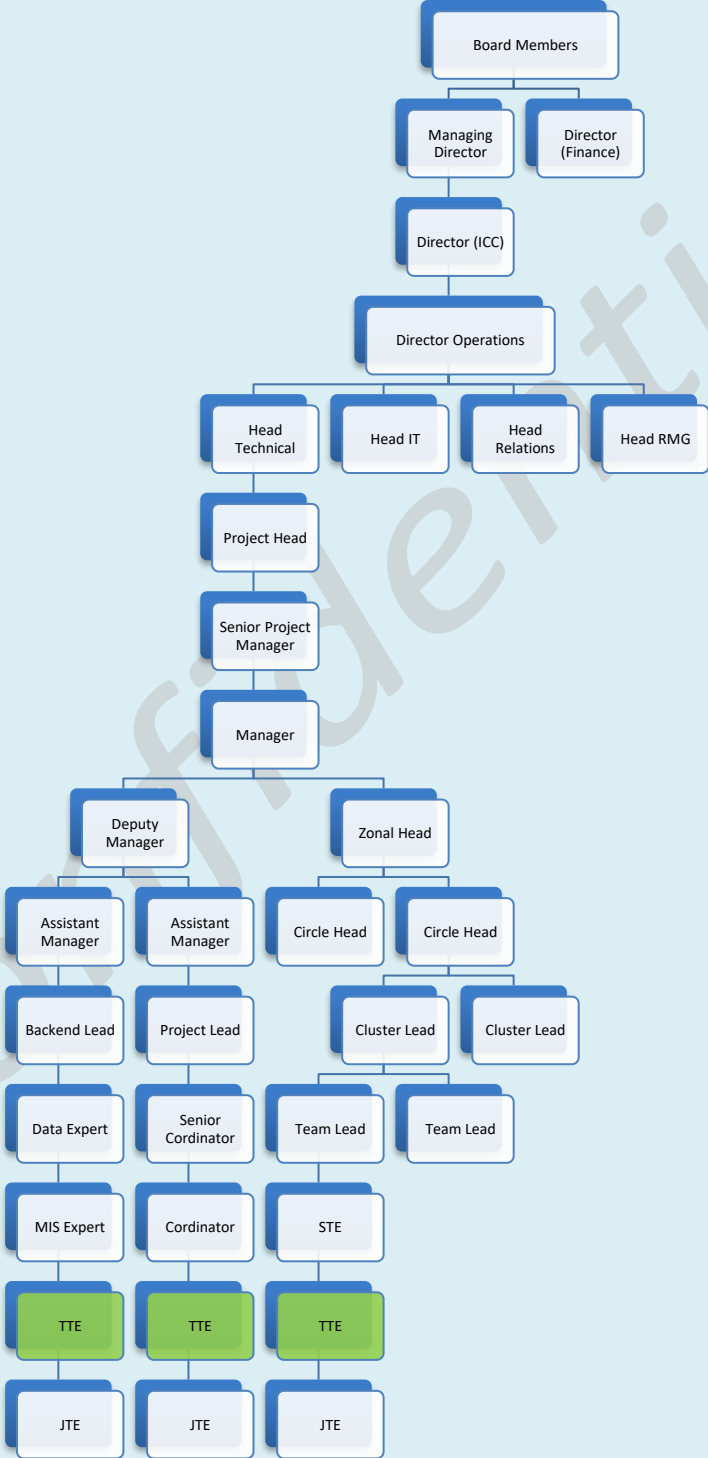 Board Members
Managing
Director
Director
(Finance)
Director (ICC)
Director Operations
Head
Technical
Head IT
Head
Relations
Head RMG
Project Head
Senior Project
Manager
Manager
Deputy
Manager
Zonal Head
Assistant
Manager
Assistant
Manager
Circle Head
Circle Head
Backend Lead
Project Lead
Cluster Lead
Cluster Lead
Data Expert
Senior
Cordinator
Team Lead
Team Lead
MIS Expert
Cordinator
STE
TTE
TTE
TTE
JTE
JTE
JTE
onfidenti